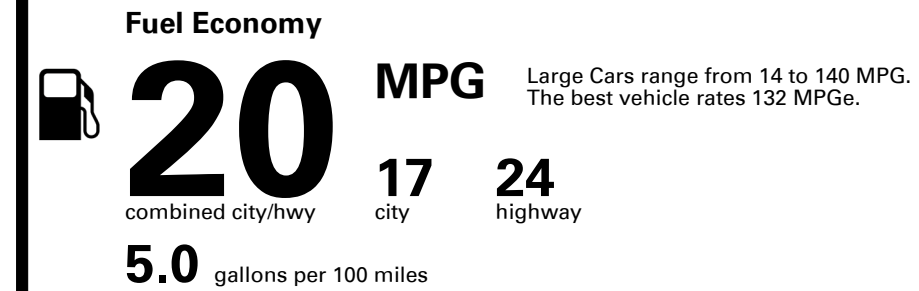 Fuel Economy
20 MPG
Large Cars range from 14 to 140 MPG.
The best vehicle rates 132 MPGe.
17 24
combined city/hwy city highway
5.0 gallons per 100 miles